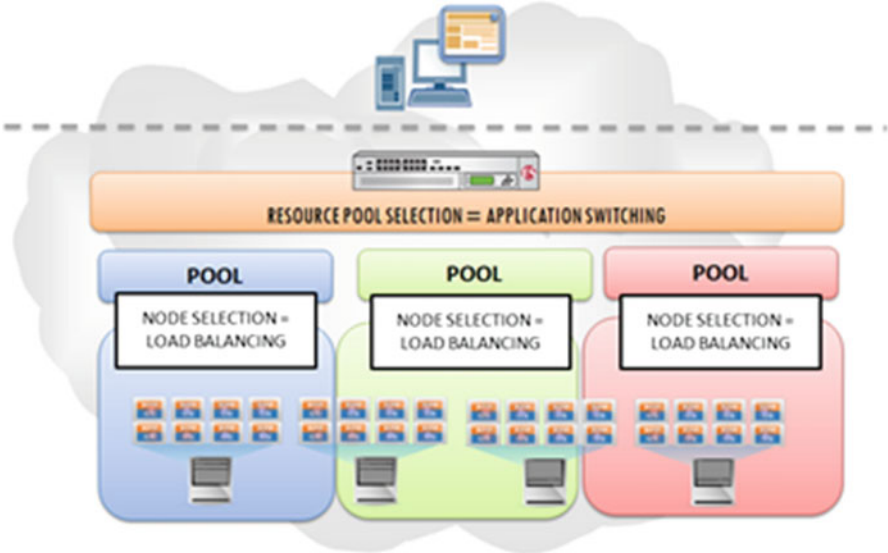 RESOURCE POOL SELECTION = APPLICATION SWITCHING
POOL
NODE SELECTION =
LOAD BALANCING
POOL
NODE SELECTION =
LOAD BALANCING
POOL
NODE SELECTION =
LOAD BALANCING